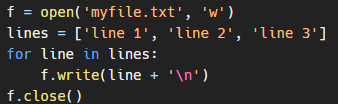 f = open('myfile.txt', 'w')
lines = ['line 1', 'line 2', 'line 3']
for line in lines:
    f.write(line + '\n')
f.close()